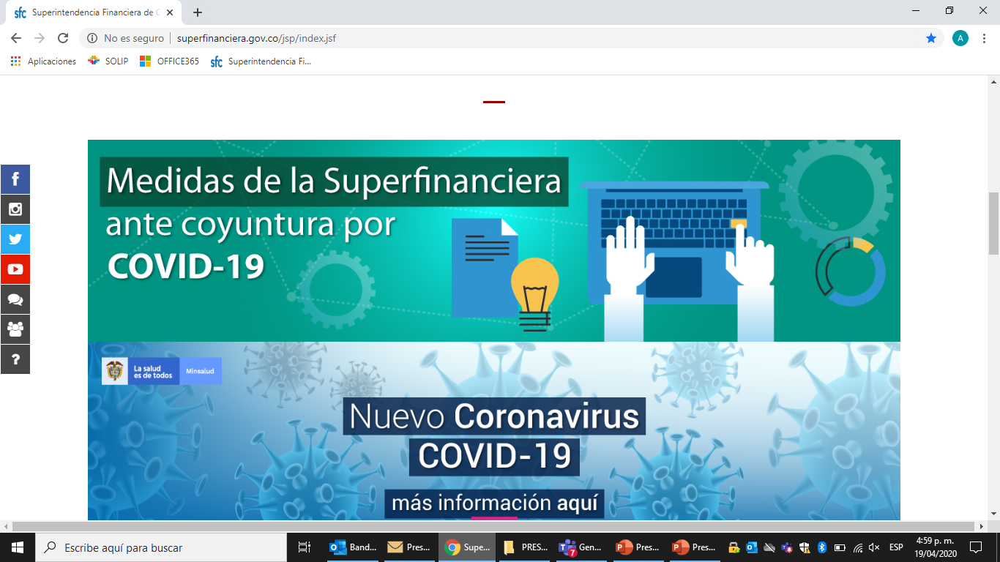 sfc Superintendencia Financiera de C
No es seguro superfinanciera.gov.co/jsp/index.jsf
A
Aplicaciones SOLIP OFFICE365 sfc Superintendencia Fi...
Medidas de la Superfinanciera
ante coyuntura por
COVID-19
La salud
es de todos
Minsalud
Nuevo Coronavirus
COVID-19
más información aquí
Escribe aquí para buscar
Band...
Pres...
Supe...
PRES...
7
Gen...
Pres...
Pres...
ESP
4:59 p. m.
19/04/2020